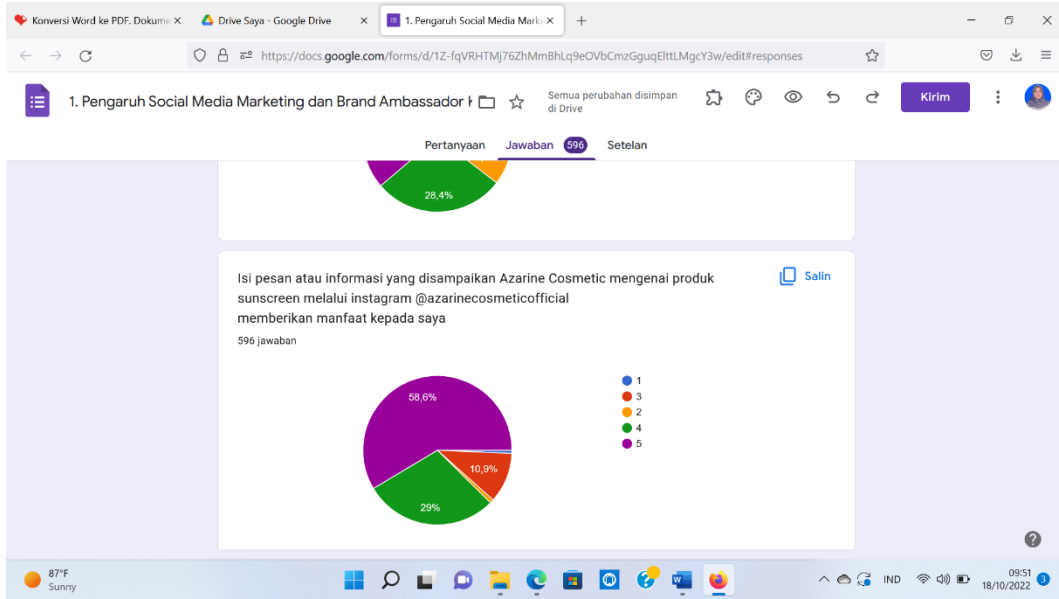 Konversi Word ke PDF. Dokume
Drive Saya - Google Drive
1. Pengaruh Social Media Marke
https://docs.google.com/forms/d/1Z-fqVRHTMj76ZhMmBhLq9eOVbCmzGguqElttLMgcY3w/edit#responses
1. Pengaruh Social Media Marketing dan Brand Ambassador
Semua perubahan disimpan
di Drive
Kirim
Pertanyaan Jawaban 596 Setelan
28,4%
Isi pesan atau informasi yang disampaikan Azarine Cosmetic mengenai produk
sunscreen melalui instagram @azarinecosmeticofficial
memberikan manfaat kepada saya
Salin
596 jawaban
58,6%
10,9%
29%
1
3
2
4
5
87°F
Sunny
IND
09:51
18/10/2022
3